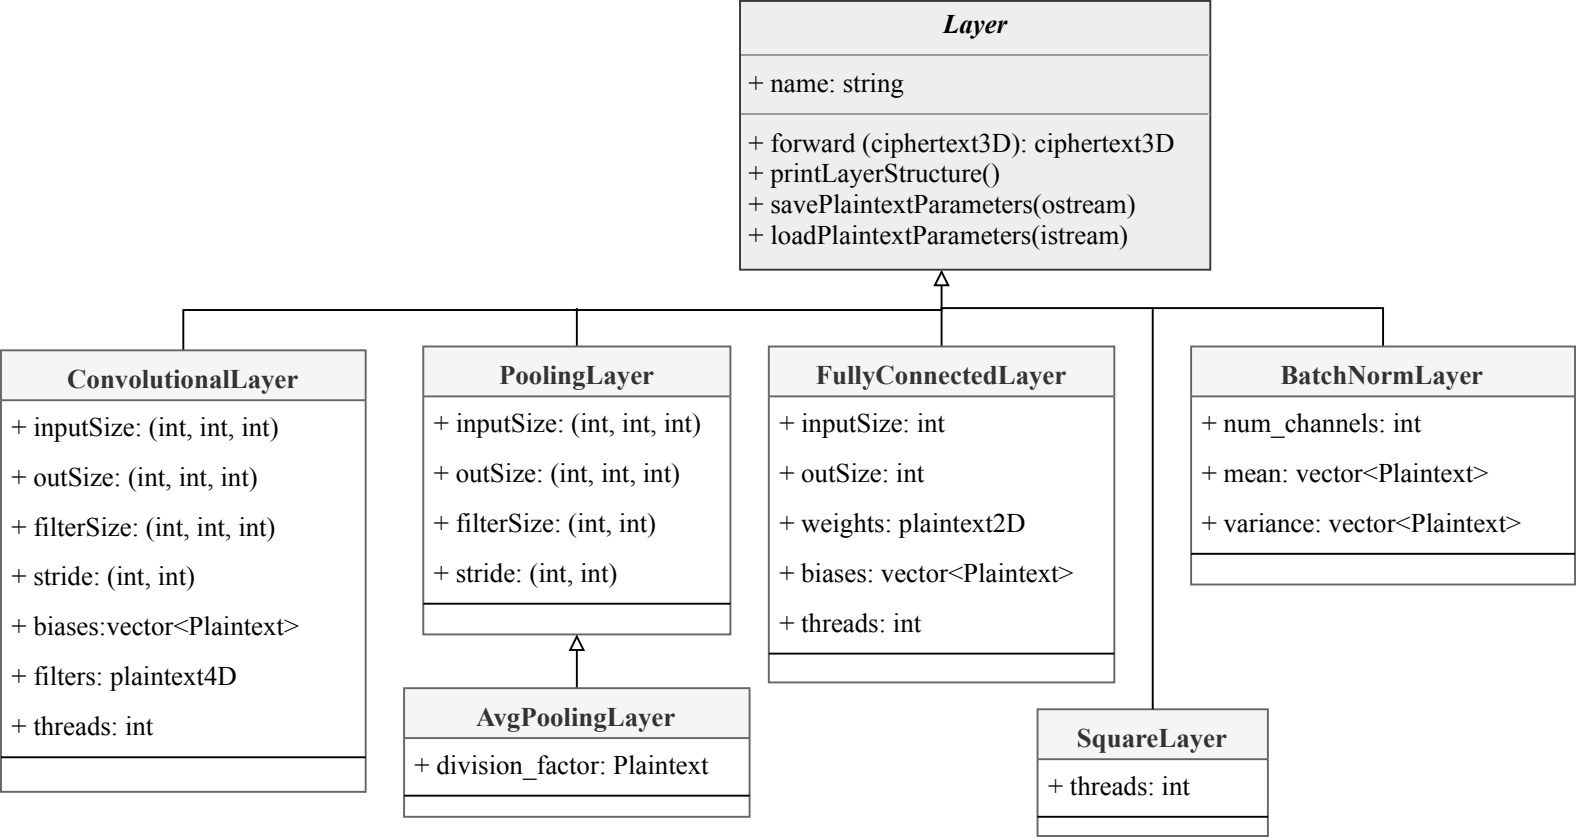 Layer
+ name: string
+ forward (ciphertext3D): ciphertext3D
+ printLayerStructure()
+ savePlaintextParameters(ostream)
+ loadPlaintextParameters(istream)
ConvolutionalLayer
+ inputSize: (int, int, int)
+ outSize: (int, int, int)
+ filterSize: (int, int, int)
+ stride: (int, int)
+ biases:vector<Plaintext>
+ filters: plaintext4D
+ threads: int
PoolingLayer
+ inputSize: (int, int, int)
+ outSize: (int, int, int)
+ filterSize: (int, int)
+ stride: (int, int)
AvgPoolingLayer
+ division_factor: Plaintext
FullyConnectedLayer
+ inputSize: int
+ outSize: int
+ weights: plaintext2D
+ biases: vector<Plaintext>
+ threads: int
SquareLayer
+ threads: int
BatchNormLayer
+ num_channels: int
+ mean: vector<Plaintext>
+ variance: vector<Plaintext>